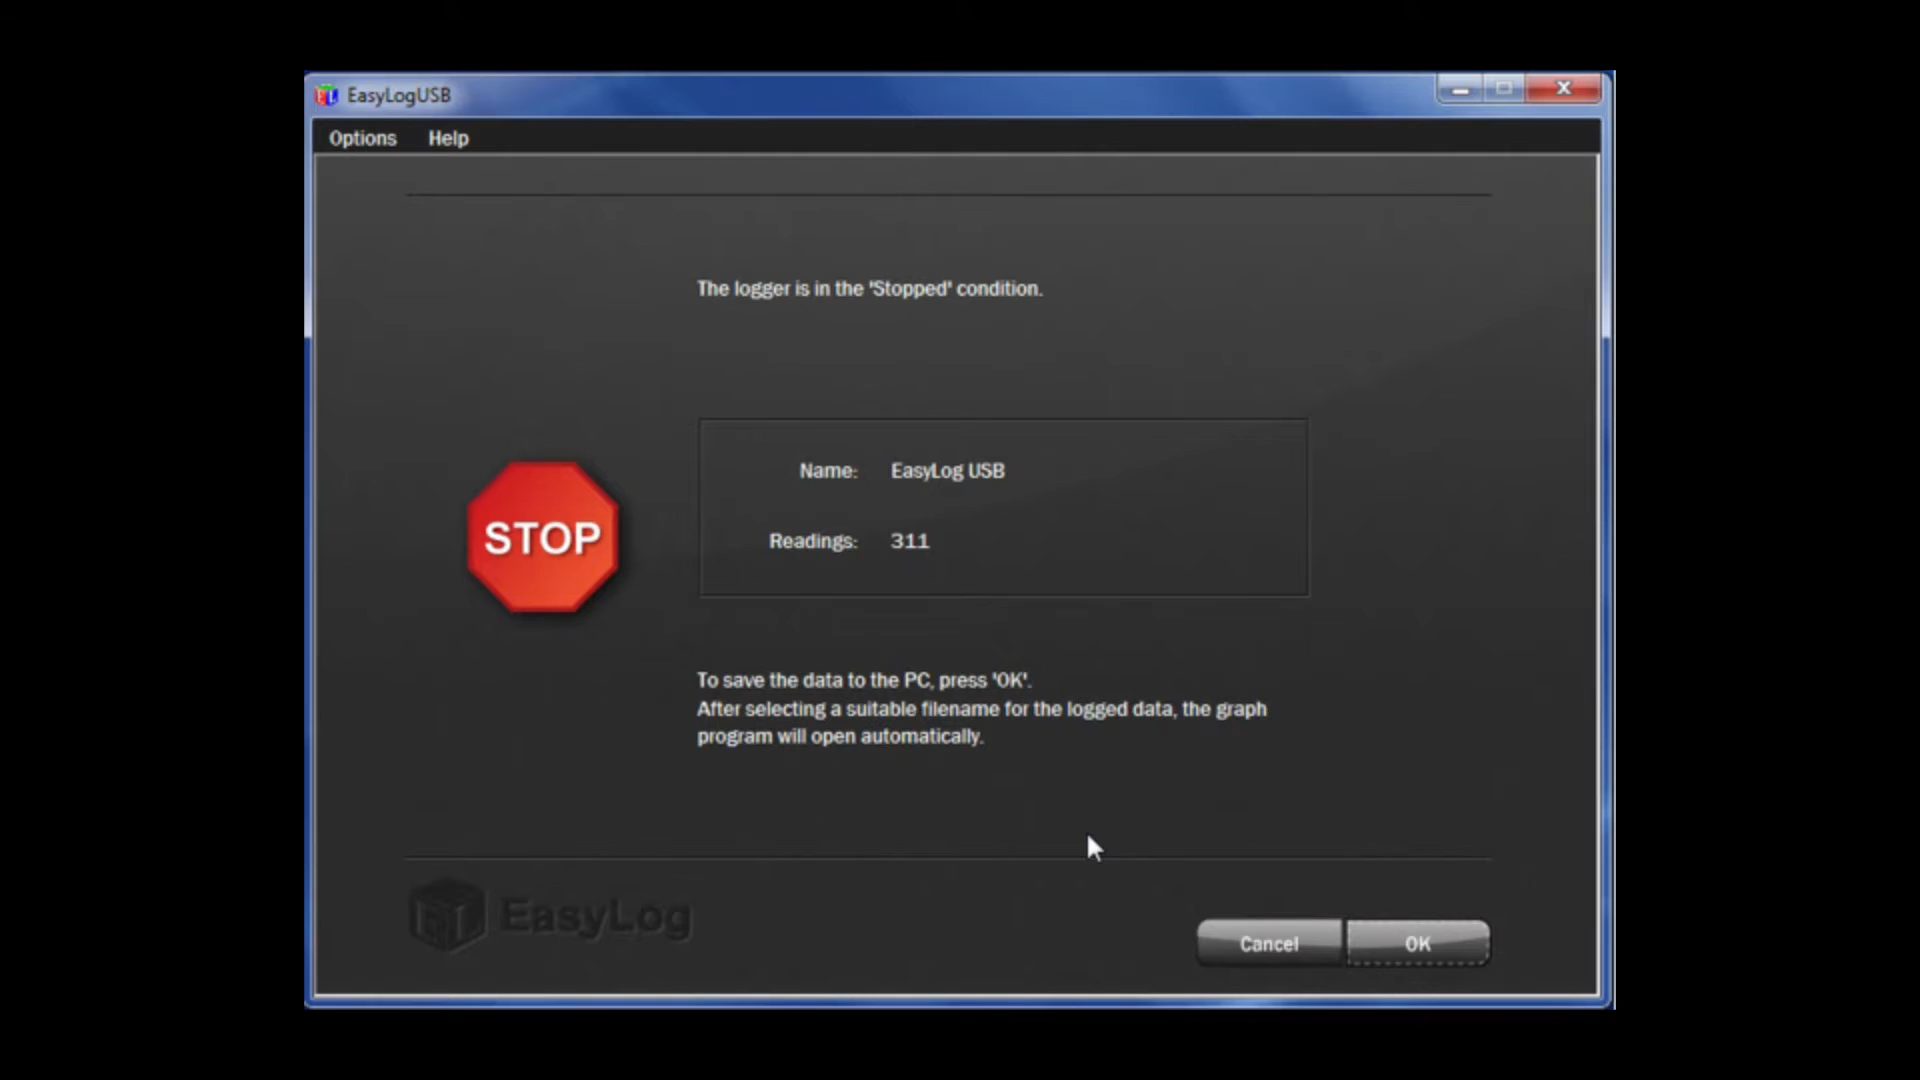 EasyLogUSB
Options Help
The logger is in the 'Stopped' condition.
STOP
Name: EasyLog USB
Readings: 311
To save the data to the PC, press 'OK'.
After selecting a suitable filename for the logged data, the graph
program will open automatically.
EasyLog
Cancel OK